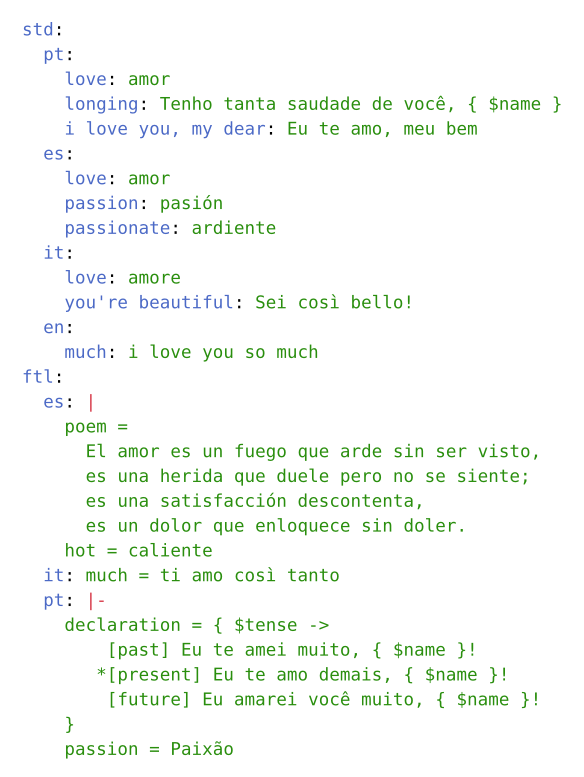 std:
  pt:
    love: amor
    longing: Tenho tanta saudade de você, { $name }
    i love you, my dear: Eu te amo, meu bem
  es:
    love: amor
    passion: pasión
    passionate: ardiente
  it:
    love: amore
    you're beautiful: Sei così bello!
  en:
    much: i love you so much
ftl:
  es: |
    poem =
      El amor es un fuego que arde sin ser visto,
      es una herida que duele pero no se siente;
      es una satisfacción descontenta,
      es un dolor que enloquece sin doler.
    hot = caliente
  it: much = ti amo così tanto
  pt: |-
    declaration = { $tense ->
        [past] Eu te amei muito, { $name }!
       *[present] Eu te amo demais, { $name }!
        [future] Eu amarei você muito, { $name }!
    }
    passion = Paixão